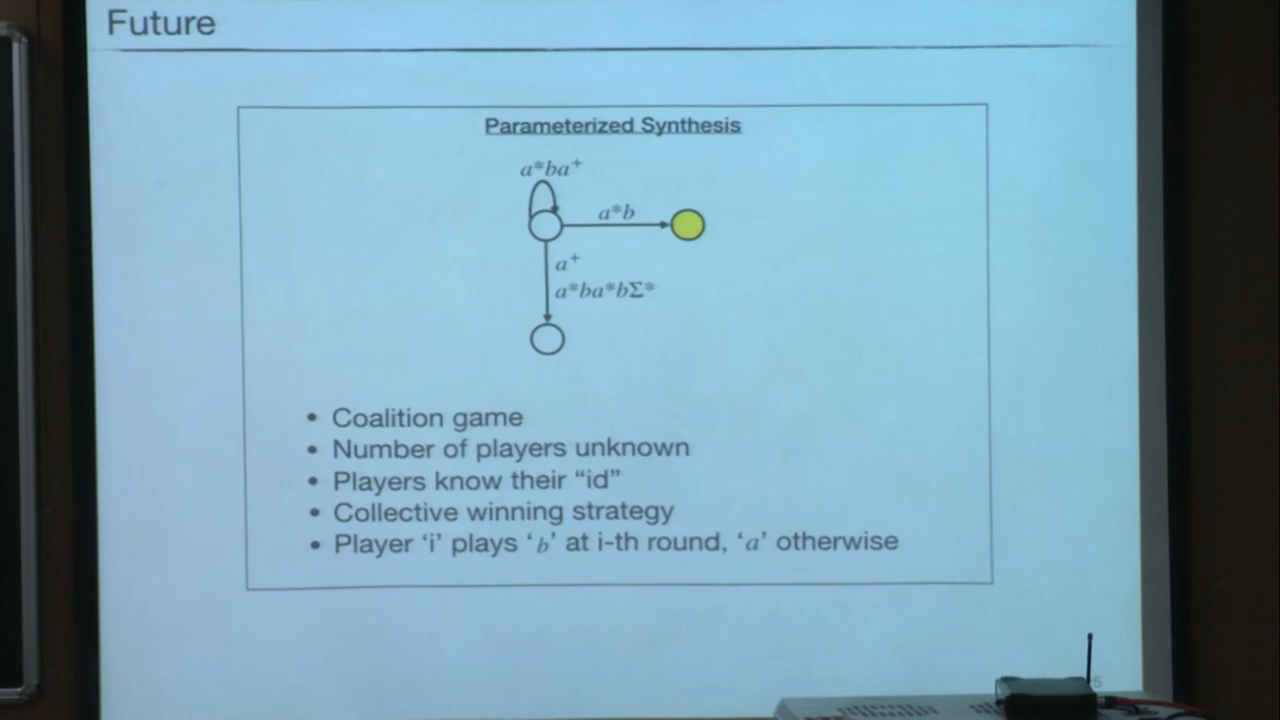 Future
Parameterized Synthesis
a*ba⁺
a*b
a⁺
a*ba*bΣ*
• Coalition game
• Number of players unknown
• Players know their “id”
• Collective winning strategy
• Player ‘i’ plays ‘b’ at i-th round, ‘a’ otherwise